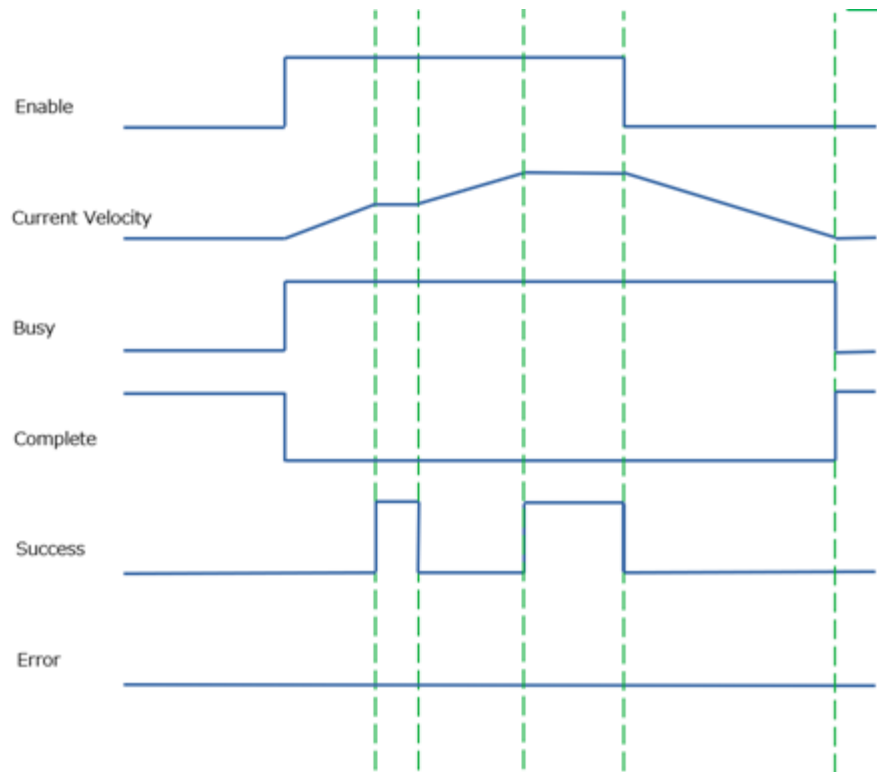 Enable
Current Velocity
Busy
Complete
Success
Error